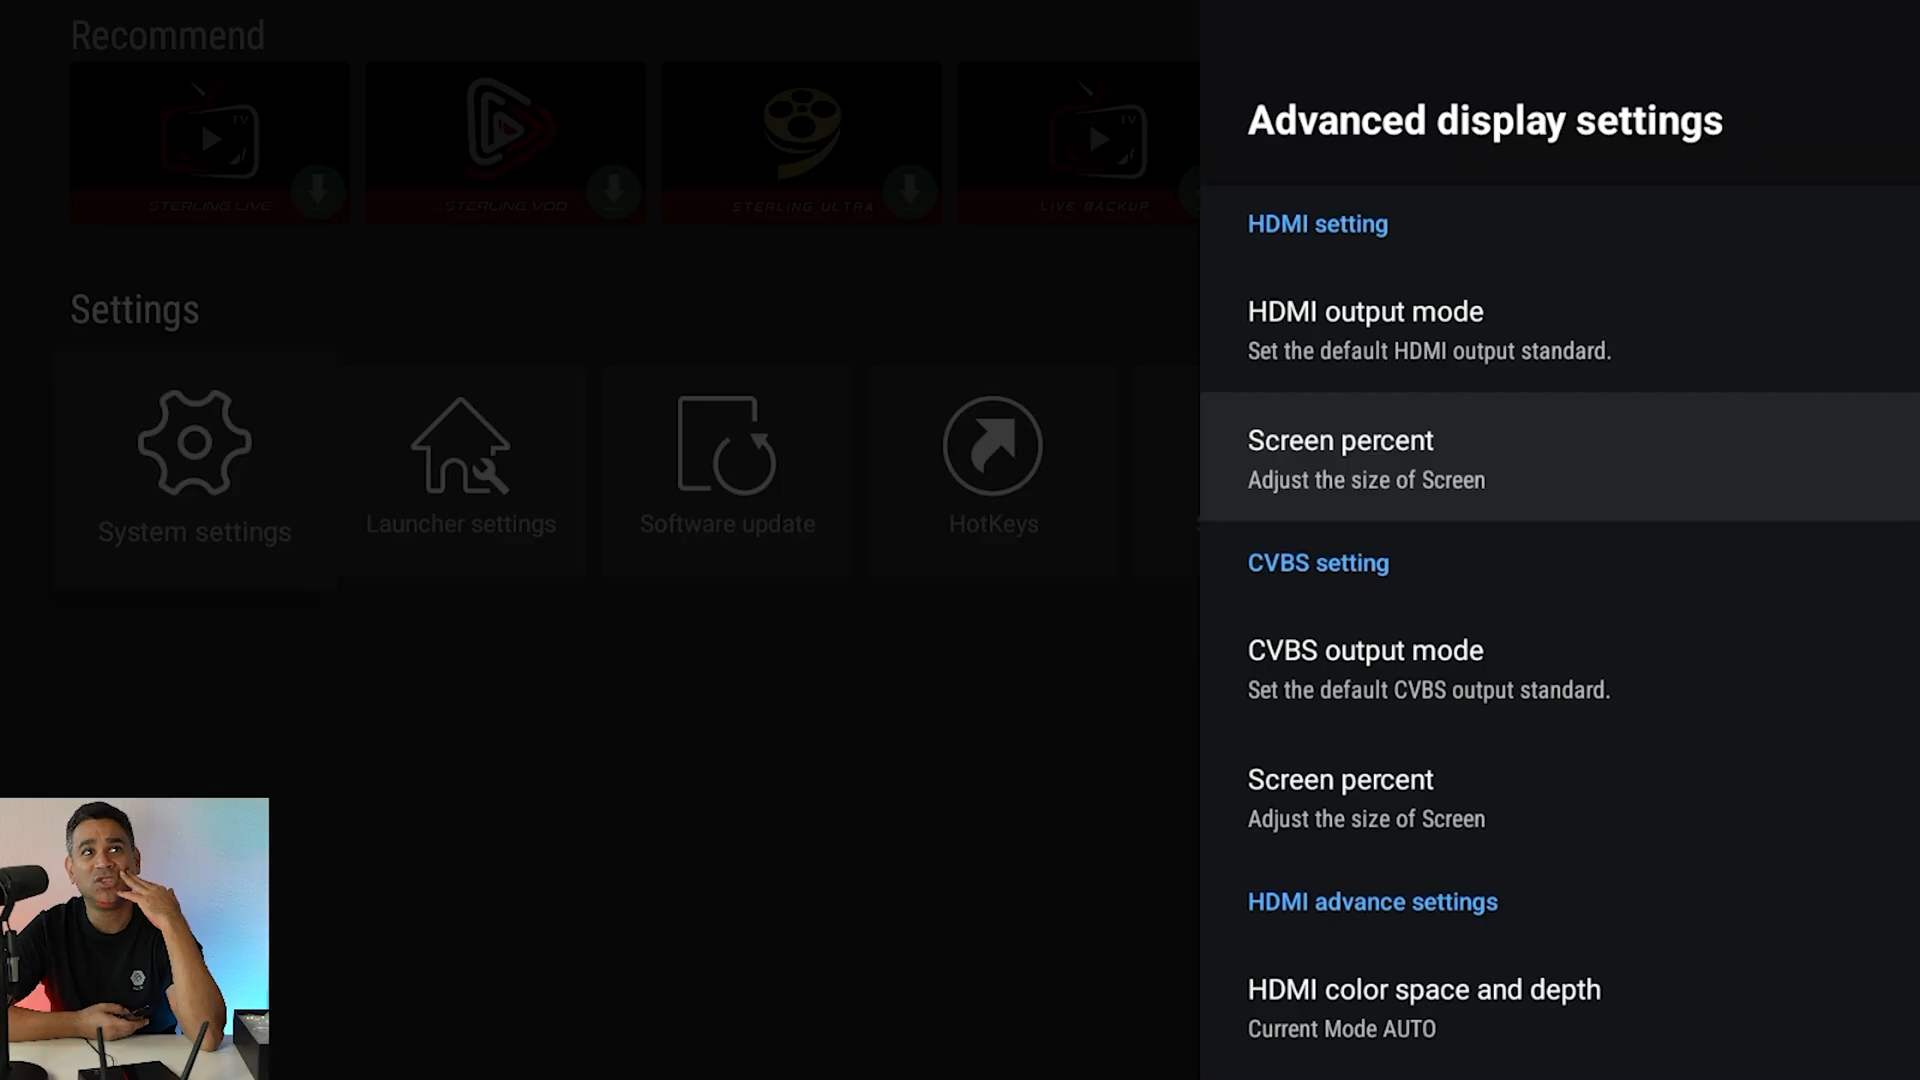 Recommend
STERLING LIVE
STERLING VOD
STERLING ULTRA
LIVE BACKUP
Settings
System settings
Launcher settings
Software update
HotKeys
Advanced display settings
HDMI setting
HDMI output mode
Set the default HDMI output standard.
Screen percent
Adjust the size of Screen
CVBS setting
CVBS output mode
Set the default CVBS output standard.
Screen percent
Adjust the size of Screen
HDMI advance settings
HDMI color space and depth
Current Mode AUTO